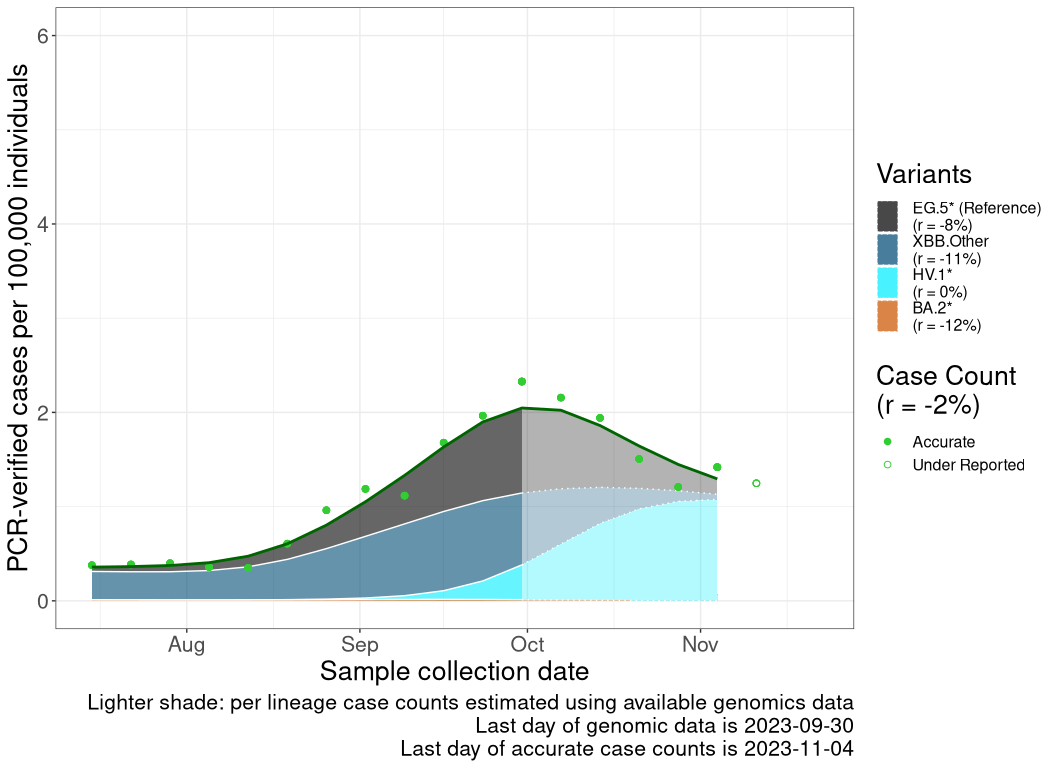 PCR-verified cases per 100,000 individuals
6
4
2
0
Aug Sep Oct Nov
Sample collection date
Lighter shade: per lineage case counts estimated using available genomics data
Last day of genomic data is 2023-09-30
Last day of accurate case counts is 2023-11-04
Variants
EG.5* (Reference)
(r = -8%)
XBB.Other
(r = -11%)
HV.1*
(r = 0%)
BA.2*
(r = -12%)
Case Count
(r = -2%)
Accurate
Under Reported